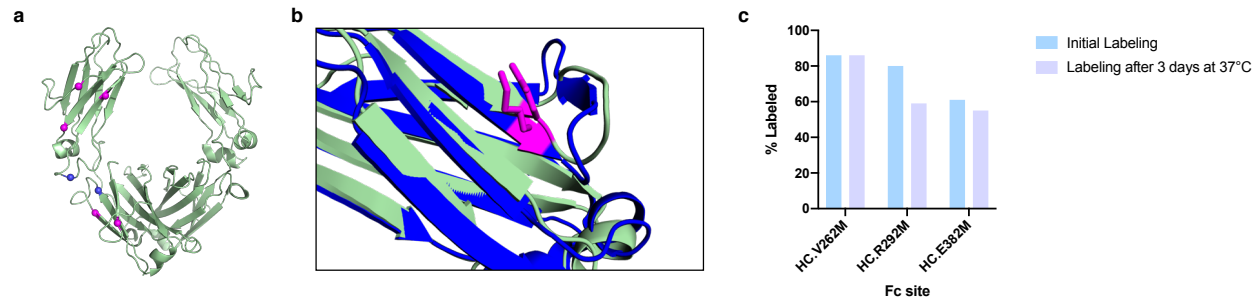 a
b
c
100
80
60
40
20
0
% Labeled
HC.V262M
HC.R292M
HC.E382M
Fc site
Initial Labeling
Labeling after 3 days at 37°C